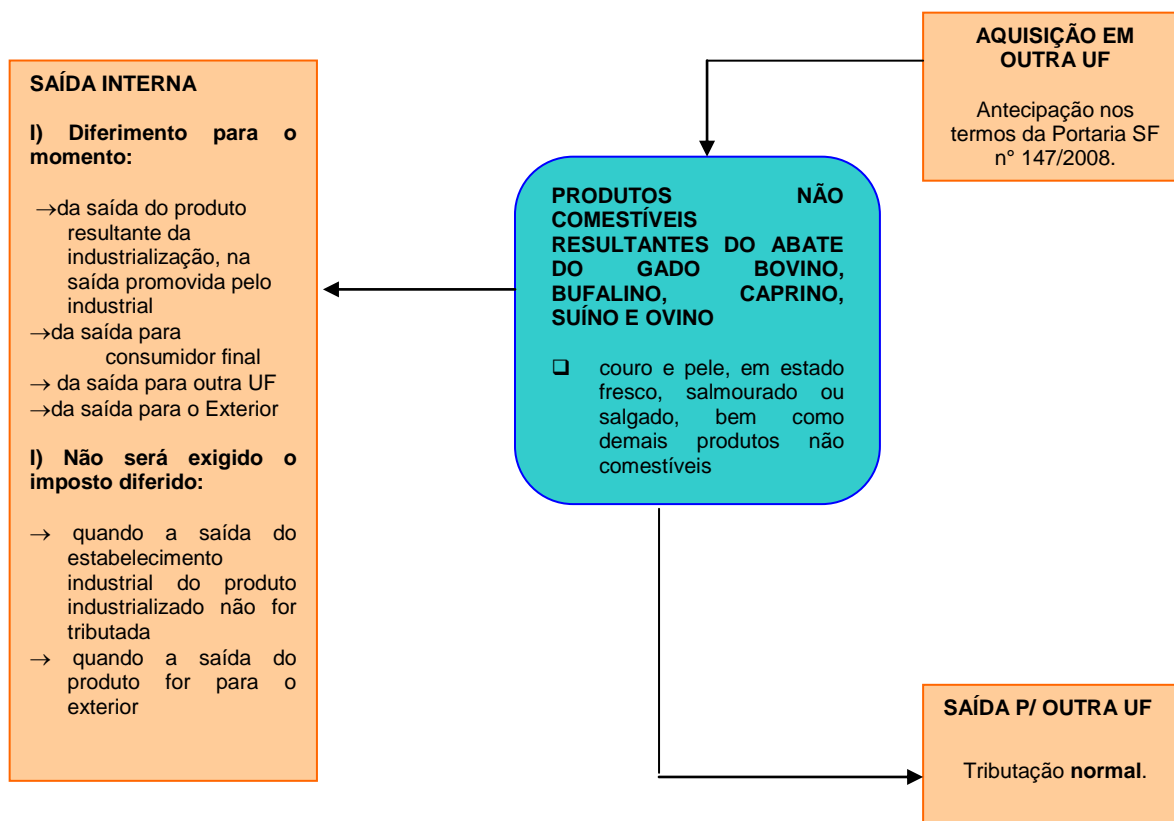 AQUISIÇÃO EM
OUTRA UF
Antecipação nos
termos da Portaria SF
n° 147/2008.
SAÍDA INTERNA
I) Diferimento para o
momento:
→da saída do produto
resultante da
industrialização, na
saída promovida pelo
industrial
→da saída para
consumidor final
→ da saída para outra UF
→da saída para o Exterior
I) Não será exigido o
imposto diferido:
→ quando a saída do
estabelecimento
industrial do produto
industrializado não for
tributada
→ quando a saída do
produto for para o
exterior
PRODUTOS NÃO
COMESTÍVEIS
RESULTANTES DO ABATE
DO GADO BOVINO,
BUFALINO, CAPRINO,
SUÍNO E OVINO
❑ couro e pele, em estado
fresco, salmourado ou
salgado, bem como
demais produtos não
comestíveis
SAÍDA P/ OUTRA UF
Tributação normal.